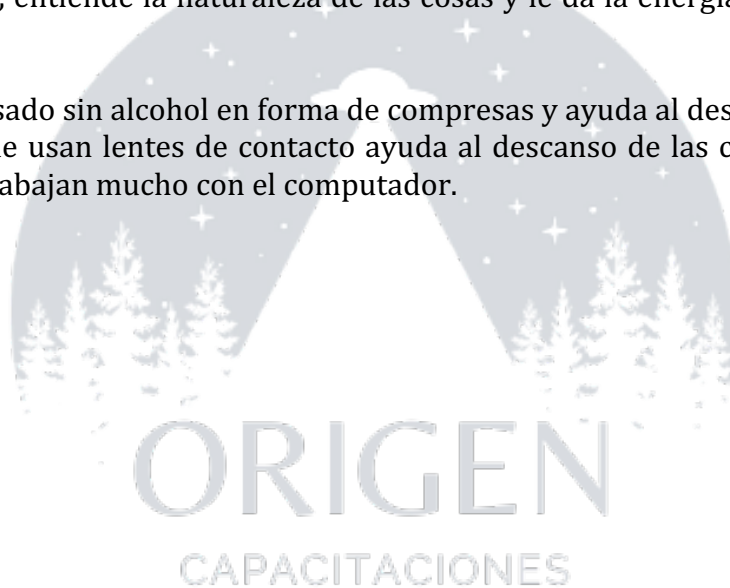 , entiende la naturaleza de las cosas y le da la energía
sado sin alcohol en forma de compresas y ayuda al des
e usan lentes de contacto ayuda al descanso de las c
abajan mucho con el computador.
ORIGEN
CAPACITACIONES